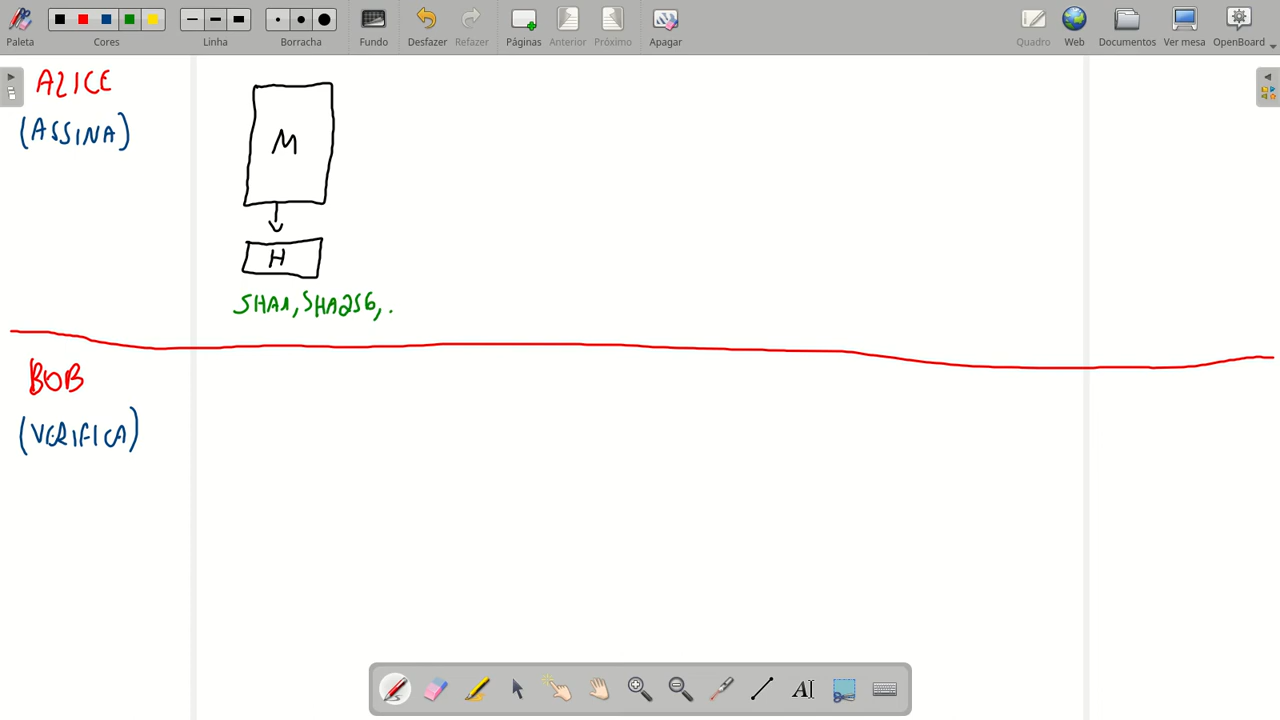 Paleta
Cores
Linha
Borracha
Fundo
Desfazer
Refazer
Páginas
Anterior
Próximo
Apagar
Quadro
Web
Documentos
Ver mesa
OpenBoard
ALICE
(ASSINA)
M
H
SHA1, SHA256, .
BOB
(VERIFICA)
AI